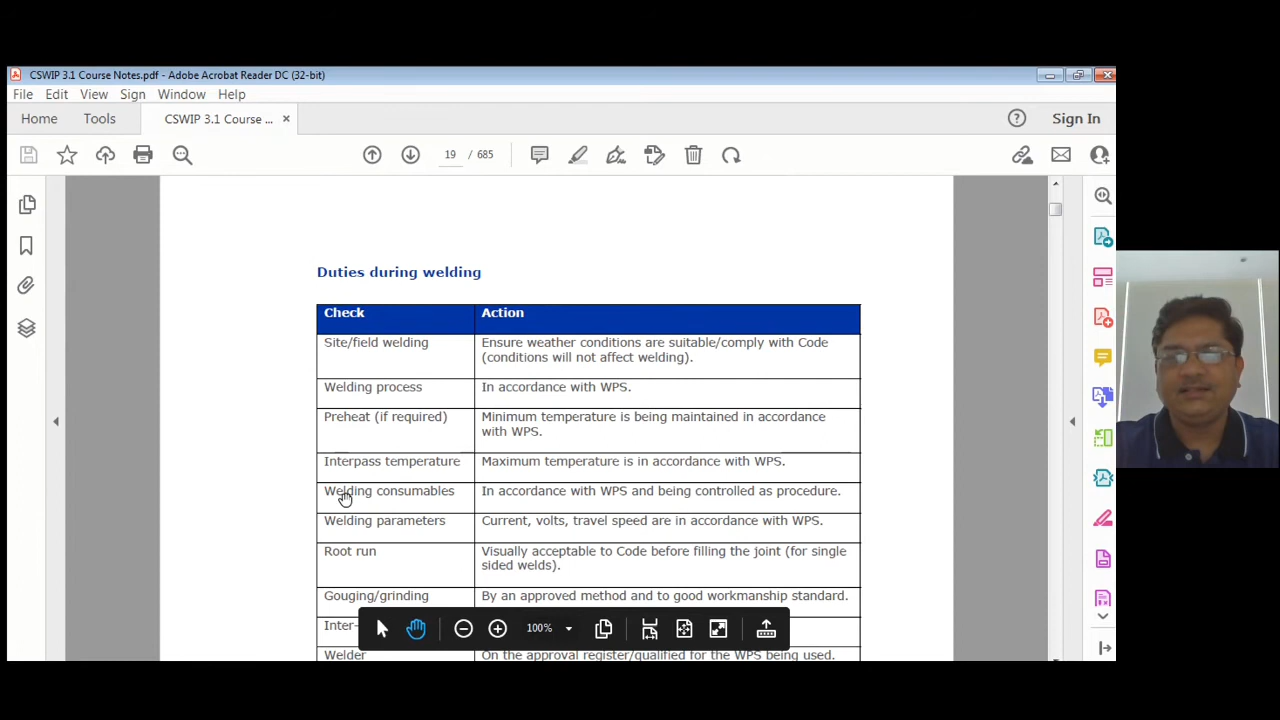 CSWIP 3.1 Course Notes.pdf - Adobe Acrobat Reader DC (32-bit)
File Edit View Sign Window Help
Home Tools CSWIP 3.1 Course ... × Sign In
19 / 685
Duties during welding
Check Action
Site/field welding Ensure weather conditions are suitable/comply with Code
(conditions will not affect welding).
Welding process In accordance with WPS.
Preheat (if required) Minimum temperature is being maintained in accordance
with WPS.
Interpass temperature Maximum temperature is in accordance with WPS.
Welding consumables In accordance with WPS and being controlled as procedure.
Welding parameters Current, volts, travel speed are in accordance with WPS.
Root run Visually acceptable to Code before filling the joint (for single
sided welds).
Gouging/grinding By an approved method and to good workmanship standard.
Inter-
100%
Welder On the approval register/qualified for the WPS being used.